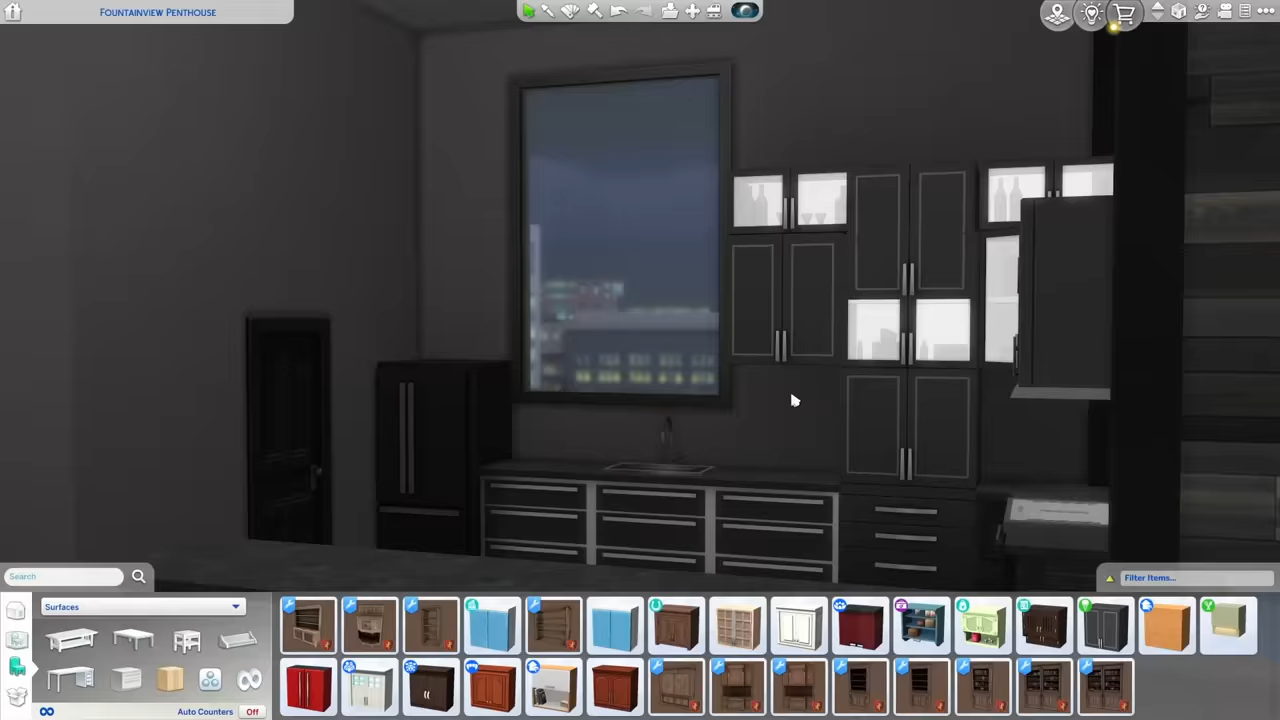 Fountainview Penthouse
Search
Filter Items...
Surfaces
Auto Counters
Off